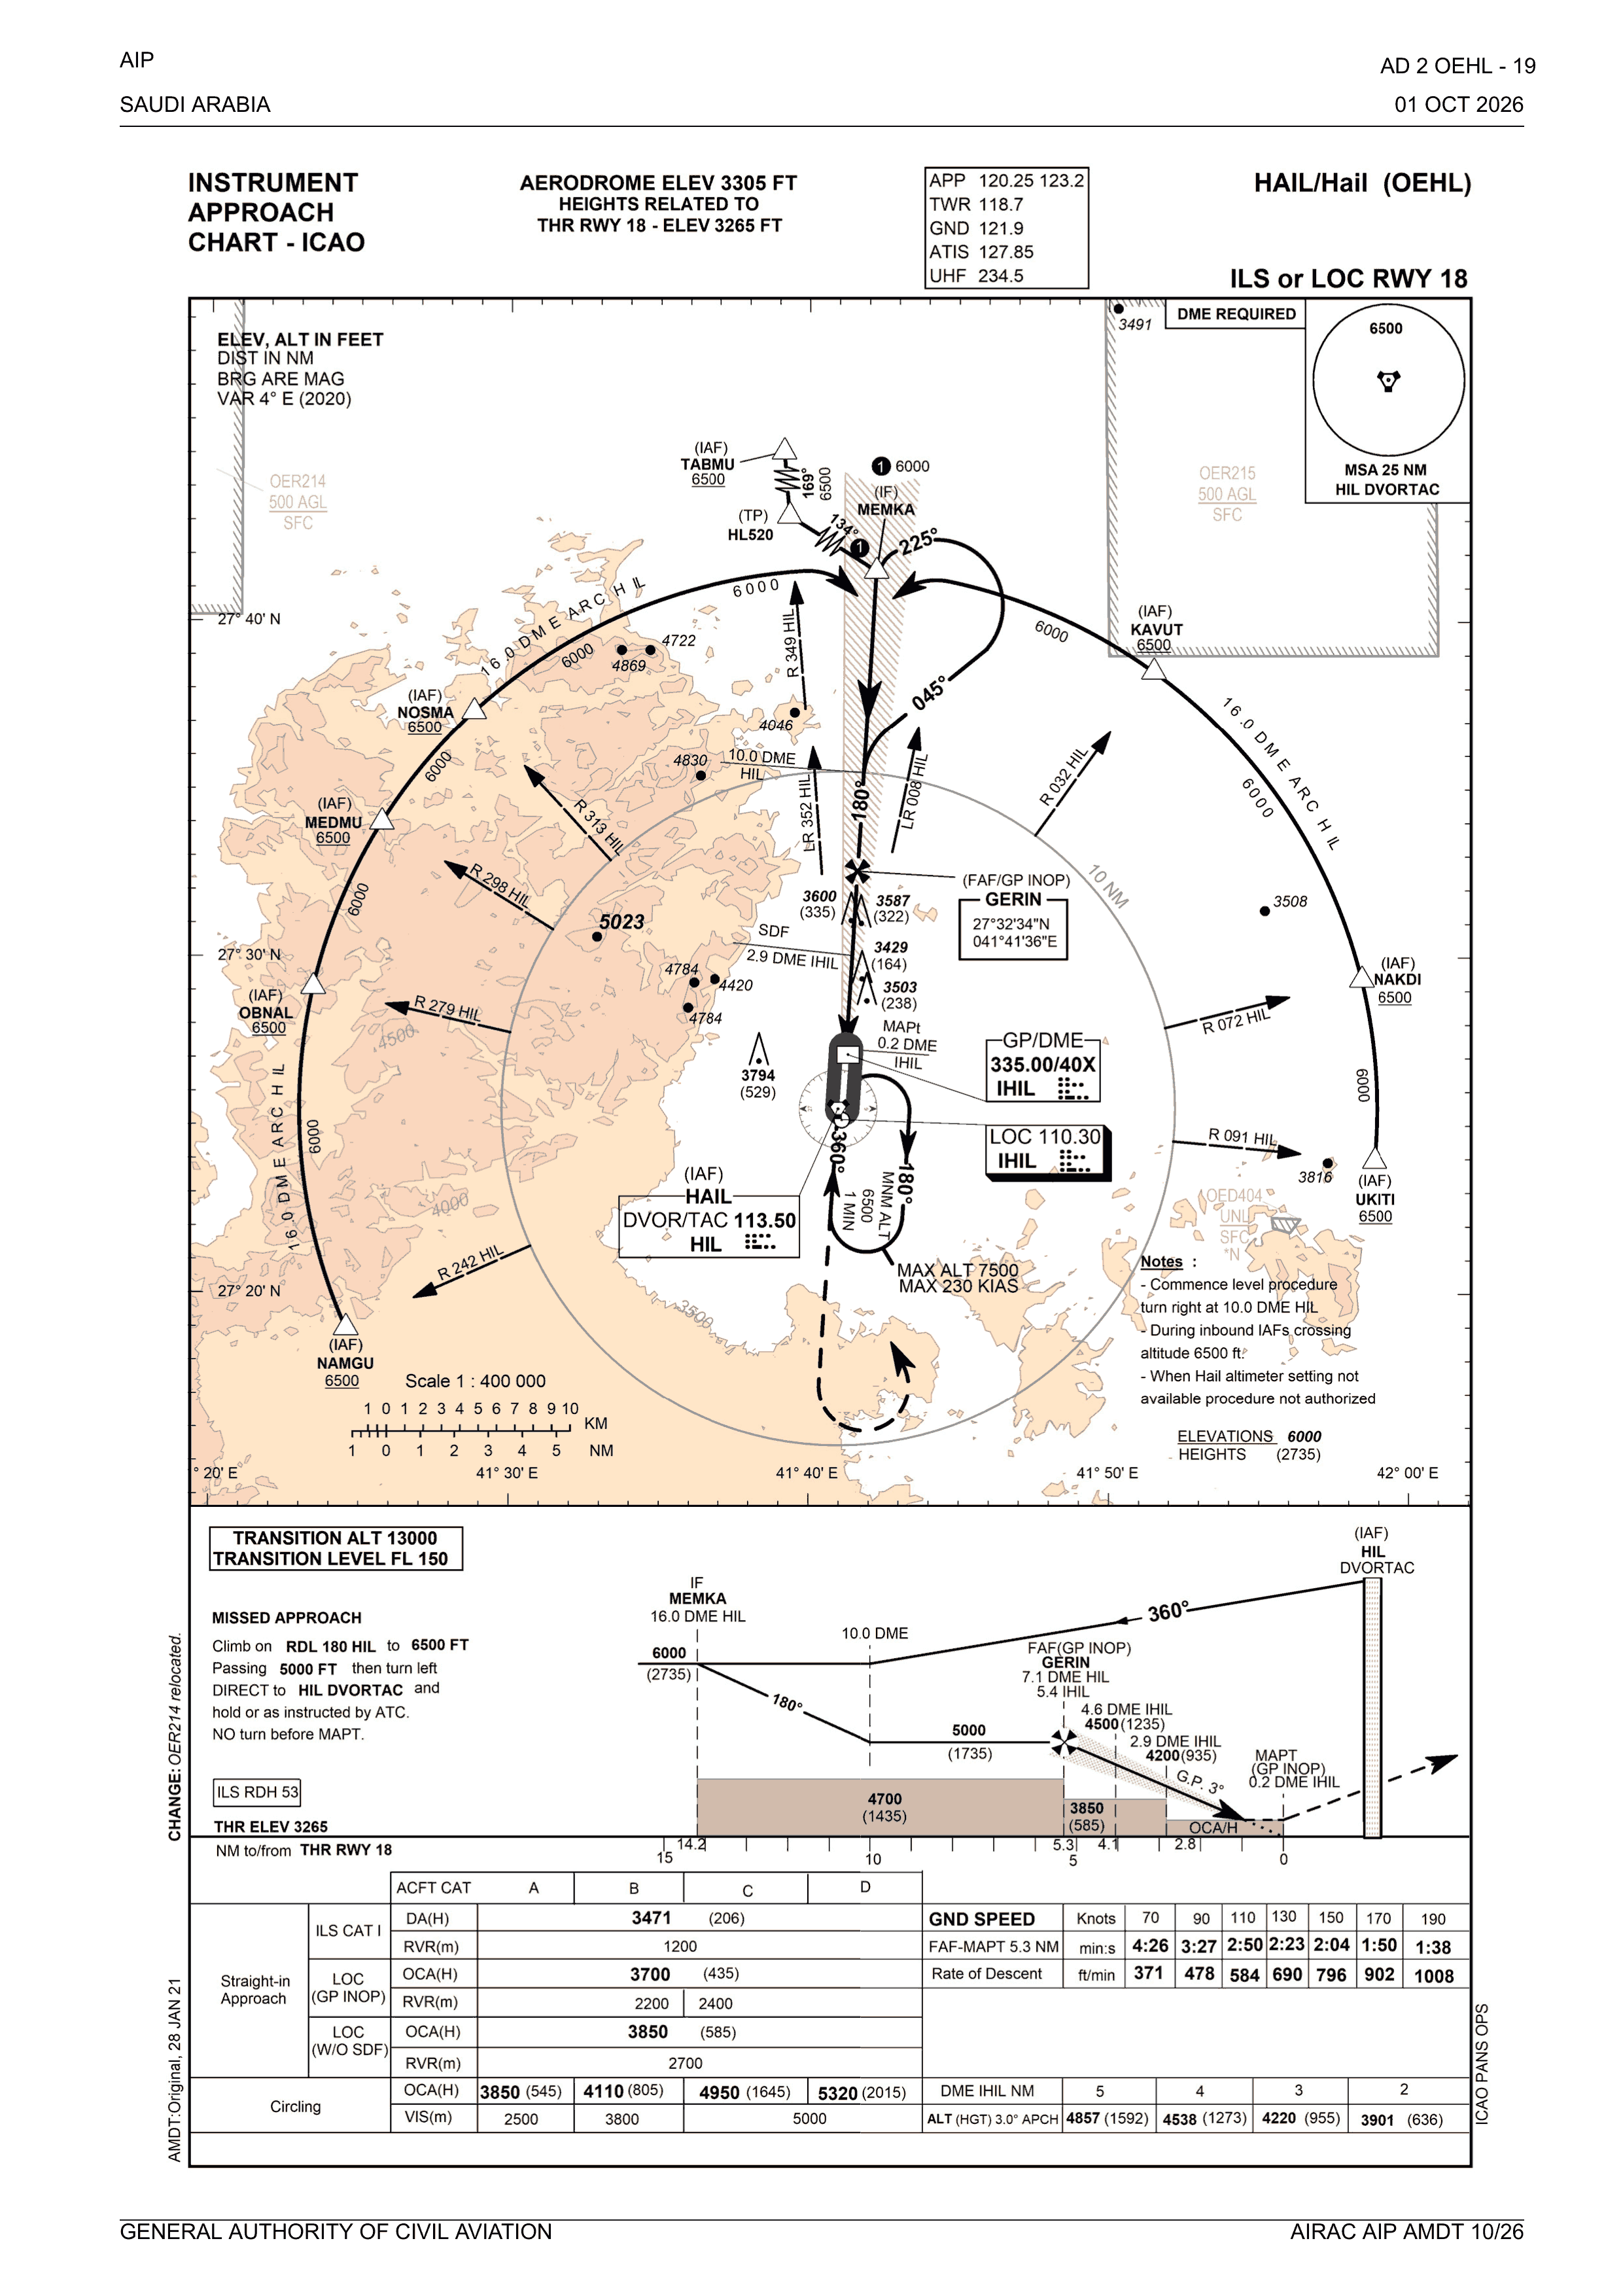 AIP
AD 2 OEHL - 19
SAUDI ARABIA
01 OCT 2026
INSTRUMENT
APPROACH
CHART - ICAO
AERODROME ELEV 3305 FT
HEIGHTS RELATED TO
THR RWY 18 - ELEV 3265 FT
APP 120.25 123.2
TWR 118.7
GND 121.9
ATIS 127.85
UHF 234.5
HAIL/Hail (OEHL)
ILS or LOC RWY 18
ELEV, ALT IN FEET
DIST IN NM
BRG ARE MAG
VAR 4° E (2020)
3491
DME REQUIRED
6500
MSA 25 NM
HIL DVORTAC
OER214
500 AGL
SFC
OER215
500 AGL
SFC
(IAF)
TABMU
6500
169°
6500
(TP)
HL520
134°
1
1 6000
(IF)
MEMKA
225°
045°
27° 40' N
16.0 DME ARC HIL
6000
6000
4722
4869
R 349 HIL
(IAF)
KAVUT
6500
6000
16.0 DME ARC HIL
6000
(IAF)
NOSMA
6500
6000
4046
4830
10.0 DME
HIL
LR 352 HIL
180°
LR 008 HIL
R 032 HIL
(IAF)
MEDMU
6500
R 313 HIL
R 298 HIL
6000
5023
3600
(335)
3587
(322)
(FAF/GP INOP)
GERIN
27°32'34"N
041°41'36"E
10 NM
3508
27° 30' N
SDF
2.9 DME IHIL
3429
(164)
3503
(238)
4784
4420
4784
(IAF)
OBNAL
6500
R 279 HIL
4500
(IAF)
NAKDI
6500
R 072 HIL
MAPt
0.2 DME
IHIL
GP/DME
335.00/40X
IHIL
3794
(529)
LOC 110.30
IHIL
6000
R 091 HIL
3816
(IAF)
UKITI
6500
16.0 DME ARC HIL
6000
4000
(IAF)
HAIL
DVOR/TAC 113.50
HIL
360°
180°
MNM ALT
6500
1 MIN
MAX ALT 7500
MAX 230 KIAS
OED404
UNL
SFC
*N
R 242 HIL
27° 20' N
3500
(IAF)
NAMGU
6500
Notes :
- Commence level procedure
turn right at 10.0 DME HIL
- During inbound IAFs crossing
altitude 6500 ft.
- When Hail altimeter setting not
available procedure not authorized
Scale 1 : 400 000
1 0 1 2 3 4 5 6 7 8 9 10
KM
1 0 1 2 3 4 5 NM
ELEVATIONS 6000
HEIGHTS (2735)
° 20' E
41° 30' E
41° 40' E
41° 50' E
42° 00' E
TRANSITION ALT 13000
TRANSITION LEVEL FL 150
MISSED APPROACH
Climb on RDL 180 HIL to 6500 FT
Passing 5000 FT then turn left
DIRECT to HIL DVORTAC and
hold or as instructed by ATC.
NO turn before MAPT.
ILS RDH 53
THR ELEV 3265
NM to/from THR RWY 18
IF
MEMKA
16.0 DME HIL
6000
(2735)
180°
10.0 DME
360°
(IAF)
HIL
DVORTAC
FAF(GP INOP)
GERIN
7.1 DME HIL
5.4 IHIL
4.6 DME IHIL
4500(1235)
2.9 DME IHIL
4200(935)
5000
(1735)
G.P. 3°
MAPT
(GP INOP)
0.2 DME IHIL
4700
(1435)
3850
(585)
OCA/H
15 14.2 10 5.3 5 4.1 2.8 0
CHANGE: OER214 relocated.
AMDT:Original, 28 JAN 21
ICAO PANS OPS
ACFT CAT A B C D
Straight-in
Approach
ILS CAT I
DA(H) 3471 (206)
RVR(m) 1200
LOC
(GP INOP)
OCA(H) 3700 (435)
RVR(m) 2200 2400
LOC
(W/O SDF)
OCA(H) 3850 (585)
RVR(m) 2700
Circling
OCA(H) 3850 (545) 4110 (805) 4950 (1645) 5320 (2015)
VIS(m) 2500 3800 5000
GND SPEED Knots 70 90 110 130 150 170 190
FAF-MAPT 5.3 NM min:s 4:26 3:27 2:50 2:23 2:04 1:50 1:38
Rate of Descent ft/min 371 478 584 690 796 902 1008
DME IHIL NM 5 4 3 2
ALT (HGT) 3.0° APCH 4857 (1592) 4538 (1273) 4220 (955) 3901 (636)
GENERAL AUTHORITY OF CIVIL AVIATION
AIRAC AIP AMDT 10/26